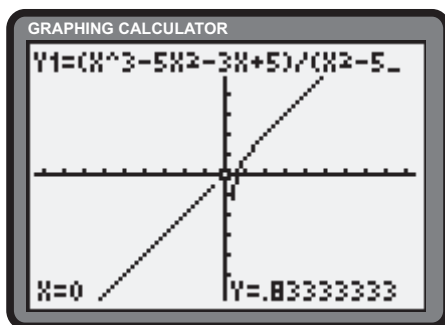 GRAPHING CALCULATOR
Y1=(X^3-5X²-3X+5)/(X²-5_
X=0 Y=.83333333